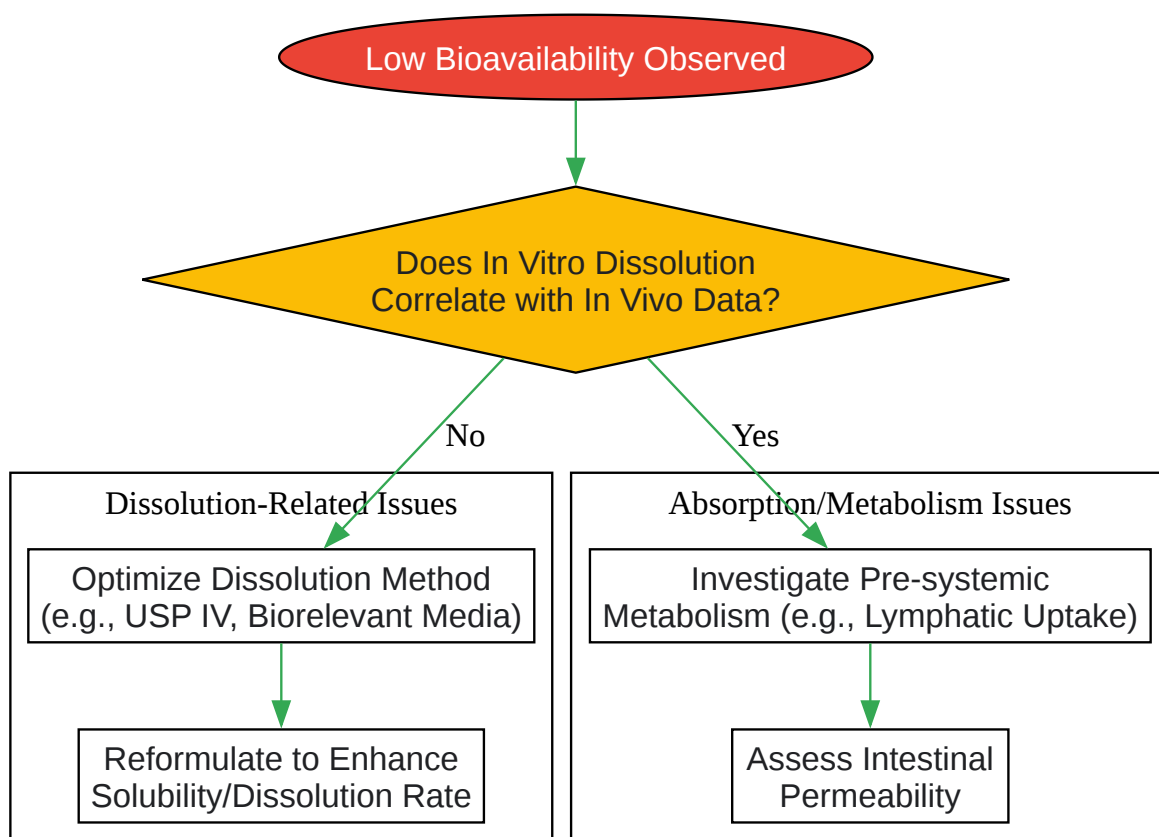 Low Bioavailability Observed
Does In Vitro Dissolution
Correlate with In Vivo Data?
No
Yes
Dissolution-Related Issues
Optimize Dissolution Method
(e.g., USP IV, Biorelevant Media)
Reformulate to Enhance
Solubility/Dissolution Rate
Absorption/Metabolism Issues
Investigate Pre-systemic
Metabolism (e.g., Lymphatic Uptake)
Assess Intestinal
Permeability